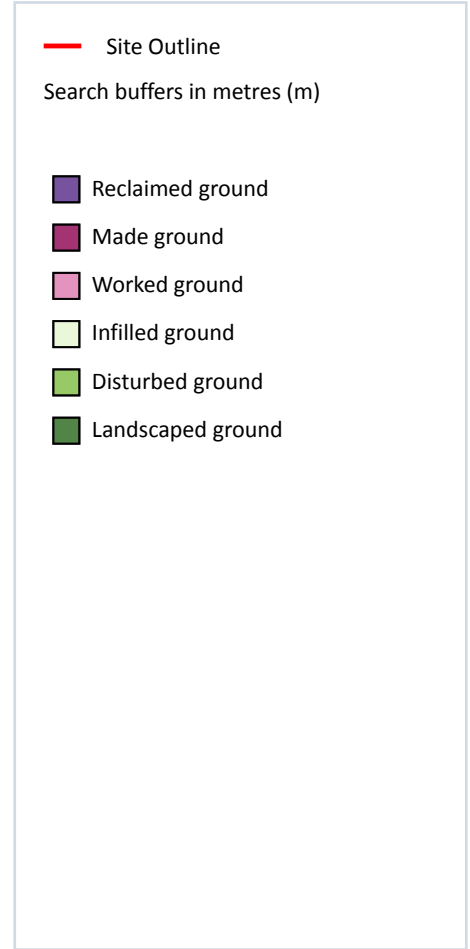 Site Outline
Search buffers in metres (m)
Reclaimed ground
Made ground
Worked ground
Infilled ground
Disturbed ground
Landscaped ground